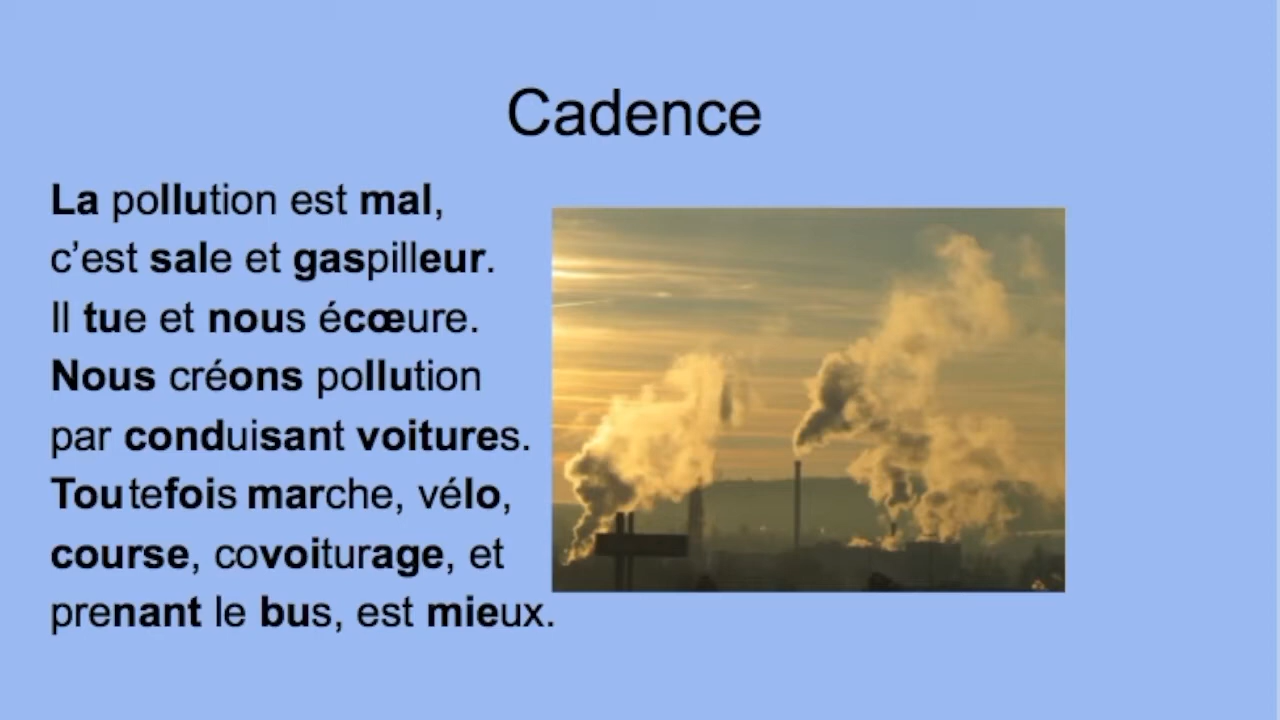 Cadence
La pollution est mal,
c’est sale et gaspilleur.
Il tue et nous écœure.
Nous créons pollution
par conduisant voitures.
Toutefois marche, vélo,
course, covoiturage, et
prenant le bus, est mieux.